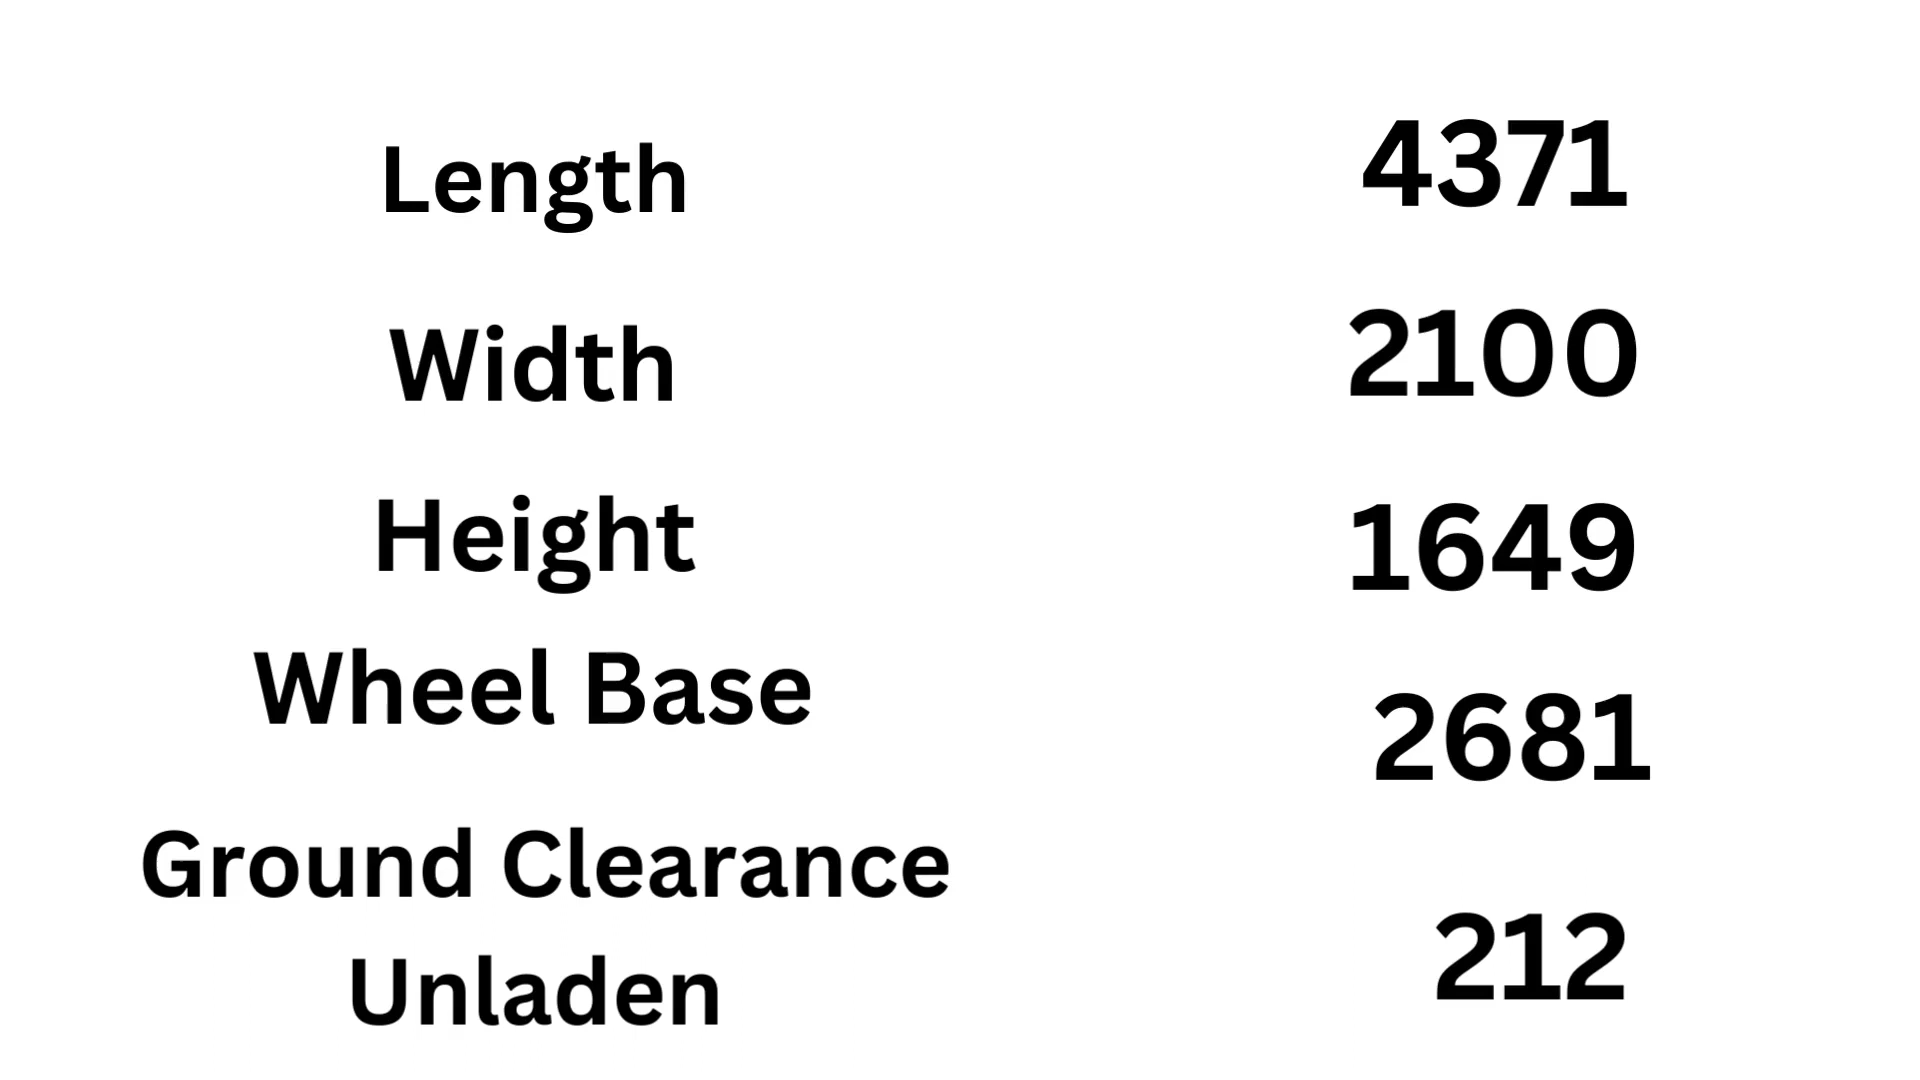 Length 4371
Width 2100
Height 1649
Wheel Base 2681
Ground Clearance
Unladen 212